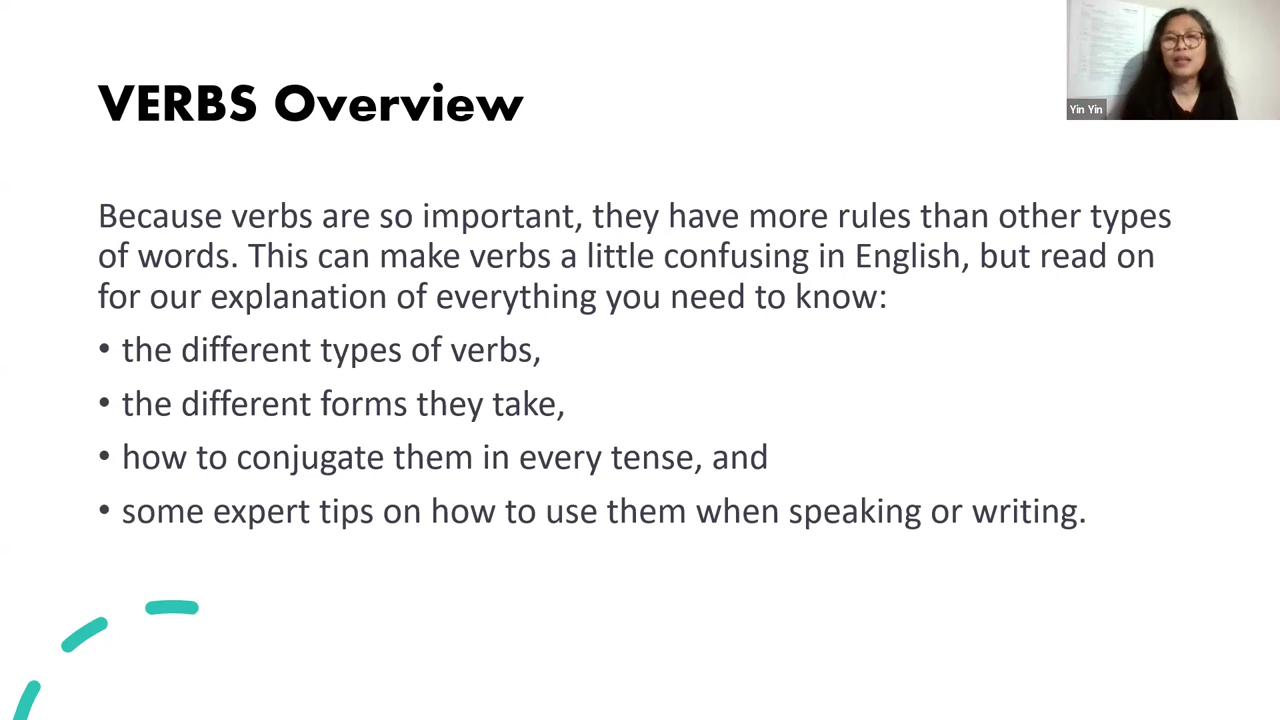 VERBS Overview
Yin Yin
Because verbs are so important, they have more rules than other types
of words. This can make verbs a little confusing in English, but read on
for our explanation of everything you need to know:
• the different types of verbs,
• the different forms they take,
• how to conjugate them in every tense, and
• some expert tips on how to use them when speaking or writing.